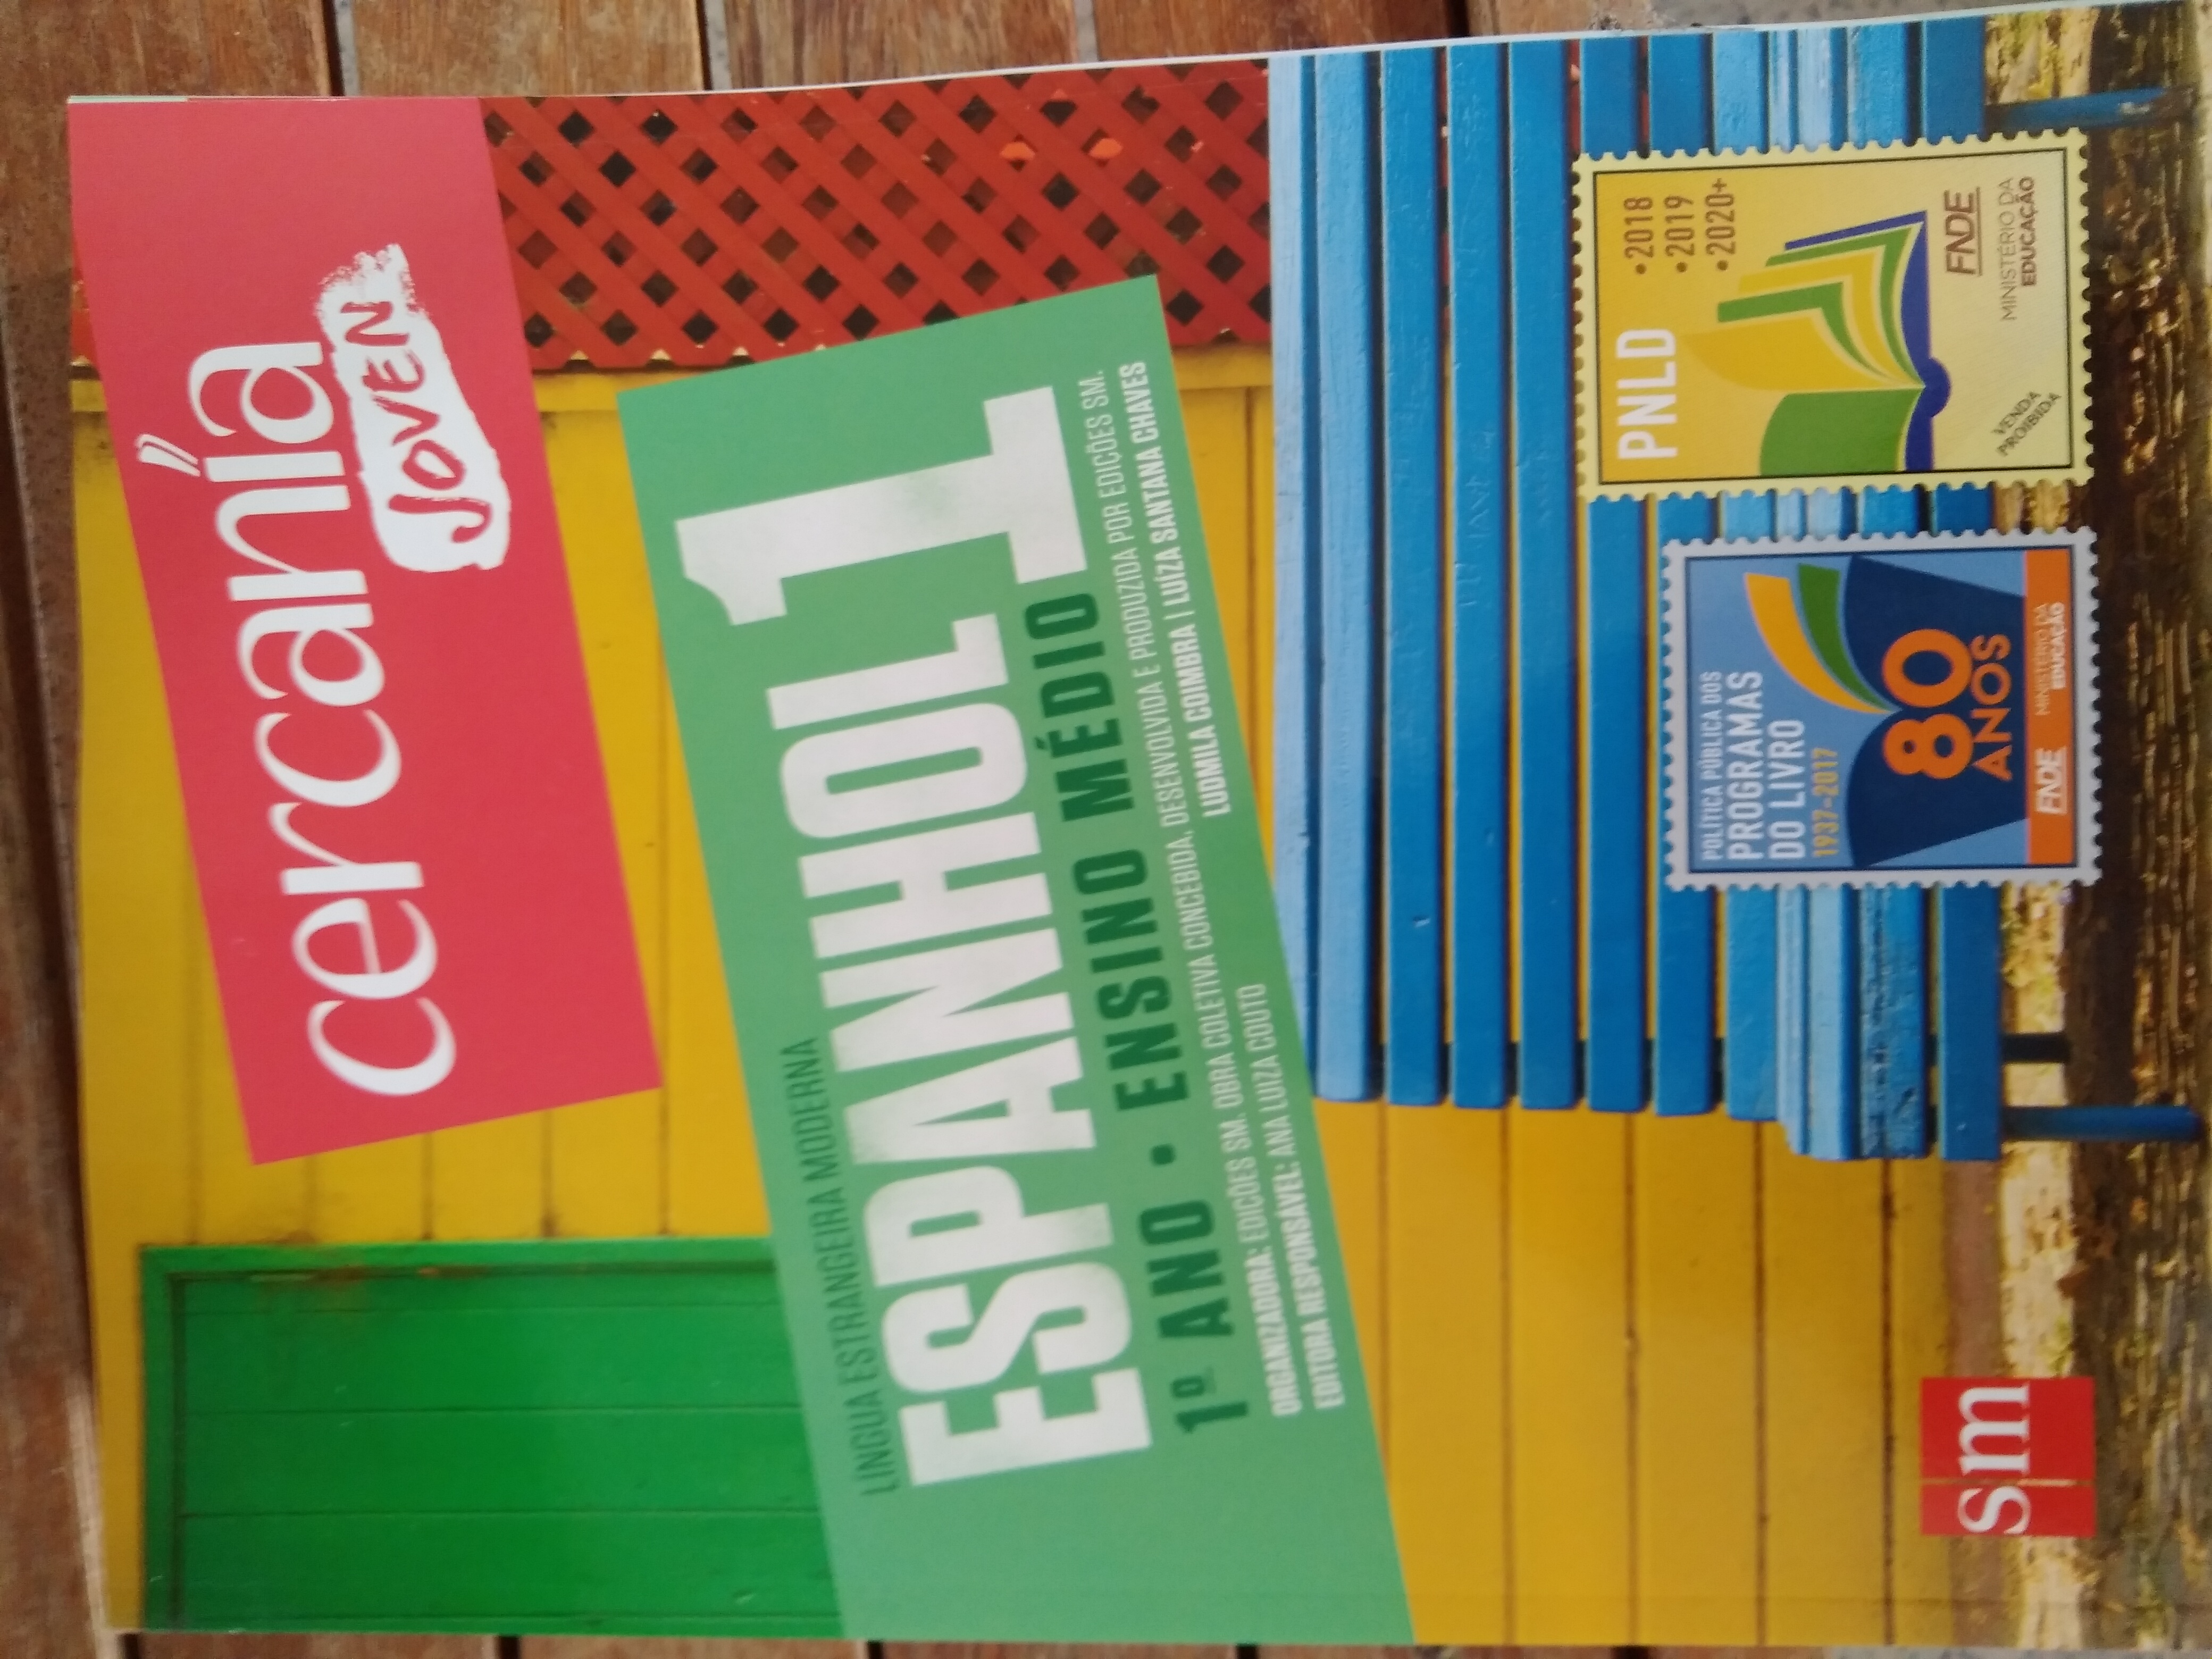 cercanía
JOVEN
LÍNGUA ESTRANGEIRA MODERNA
ESPANHOL 1
1º ANO • ENSINO MÉDIO
ORGANIZADORA: EDIÇÕES SM. OBRA COLETIVA CONCEBIDA, DESENVOLVIDA E PRODUZIDA POR EDIÇÕES SM.
EDITORA RESPONSÁVEL: ANA LUIZA COUTO
LUDMILA COIMBRA | LUÍZA SANTANA CHAVES
POLÍTICA PÚBLICA DOS
PROGRAMAS
DO LIVRO
1937-2017
80
ANOS
FNDE
MINISTÉRIO DA
EDUCAÇÃO
PNLD
•2018
•2019
•2020+
FNDE
VENDA
PROIBIDA
MINISTÉRIO DA
EDUCAÇÃO
sm